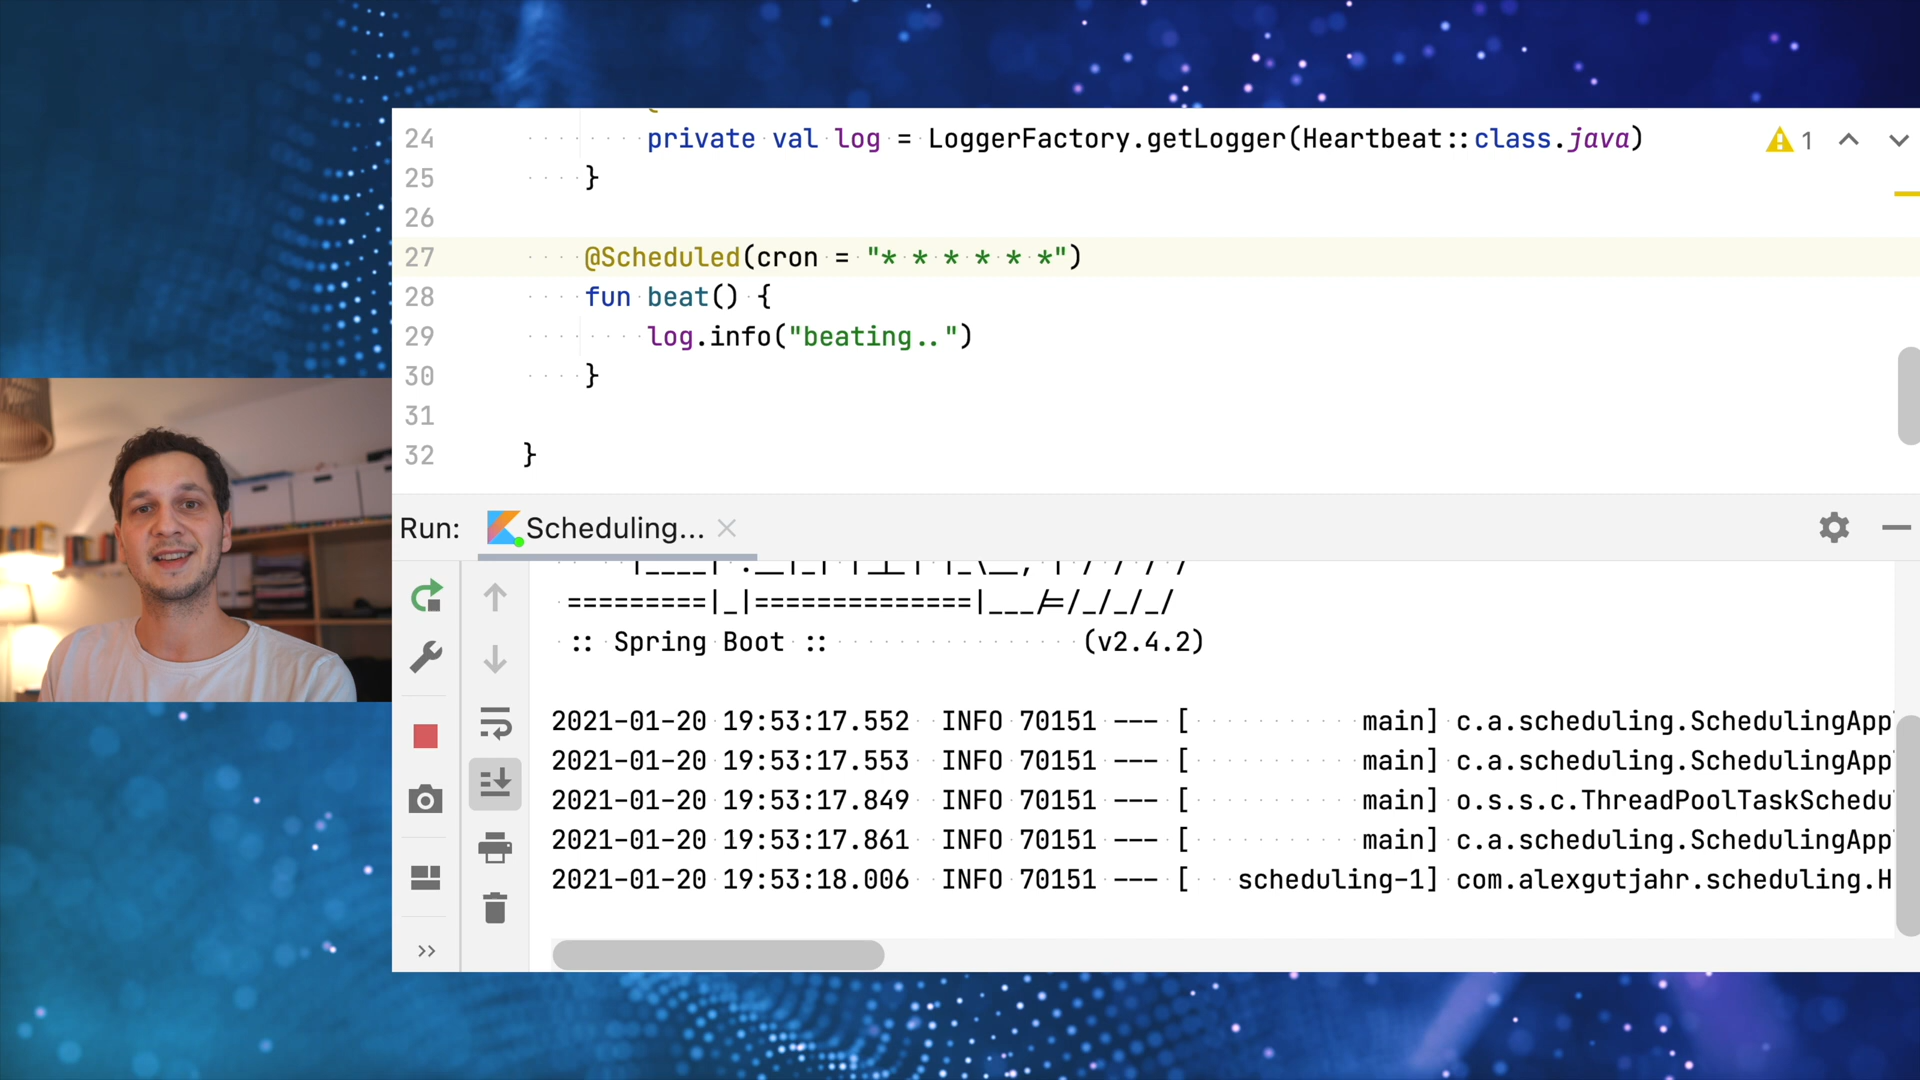 24 private val log = LoggerFactory.getLogger(Heartbeat::class.java)
1
25 }
26
27 @Scheduled(cron = "* * * * * *")
28 fun beat() {
29 log.info("beating..")
30 }
31
32 }
Run: Scheduling...
=========|_|==============|___/=/_/_/_/
:: Spring Boot :: (v2.4.2)
2021-01-20 19:53:17.552 INFO 70151 --- [ main] c.a.scheduling.SchedulingApp
2021-01-20 19:53:17.553 INFO 70151 --- [ main] c.a.scheduling.SchedulingApp
2021-01-20 19:53:17.849 INFO 70151 --- [ main] o.s.s.c.ThreadPoolTaskSchedu
2021-01-20 19:53:17.861 INFO 70151 --- [ main] c.a.scheduling.SchedulingApp
2021-01-20 19:53:18.006 INFO 70151 --- [ scheduling-1] com.alexgutjahr.scheduling.H